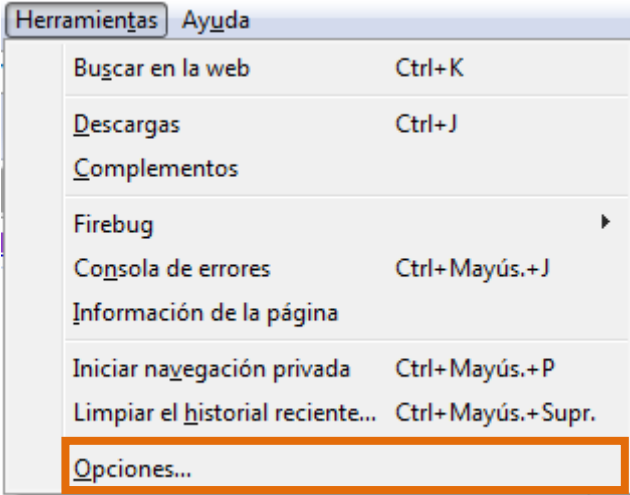 Herramientas Ayuda
Buscar en la web Ctrl+K
Descargas Ctrl+J
Complementos
Firebug
Consola de errores Ctrl+Mayús.+J
Información de la página
Iniciar navegación privada Ctrl+Mayús.+P
Limpiar el historial reciente... Ctrl+Mayús.+Supr.
Opciones...